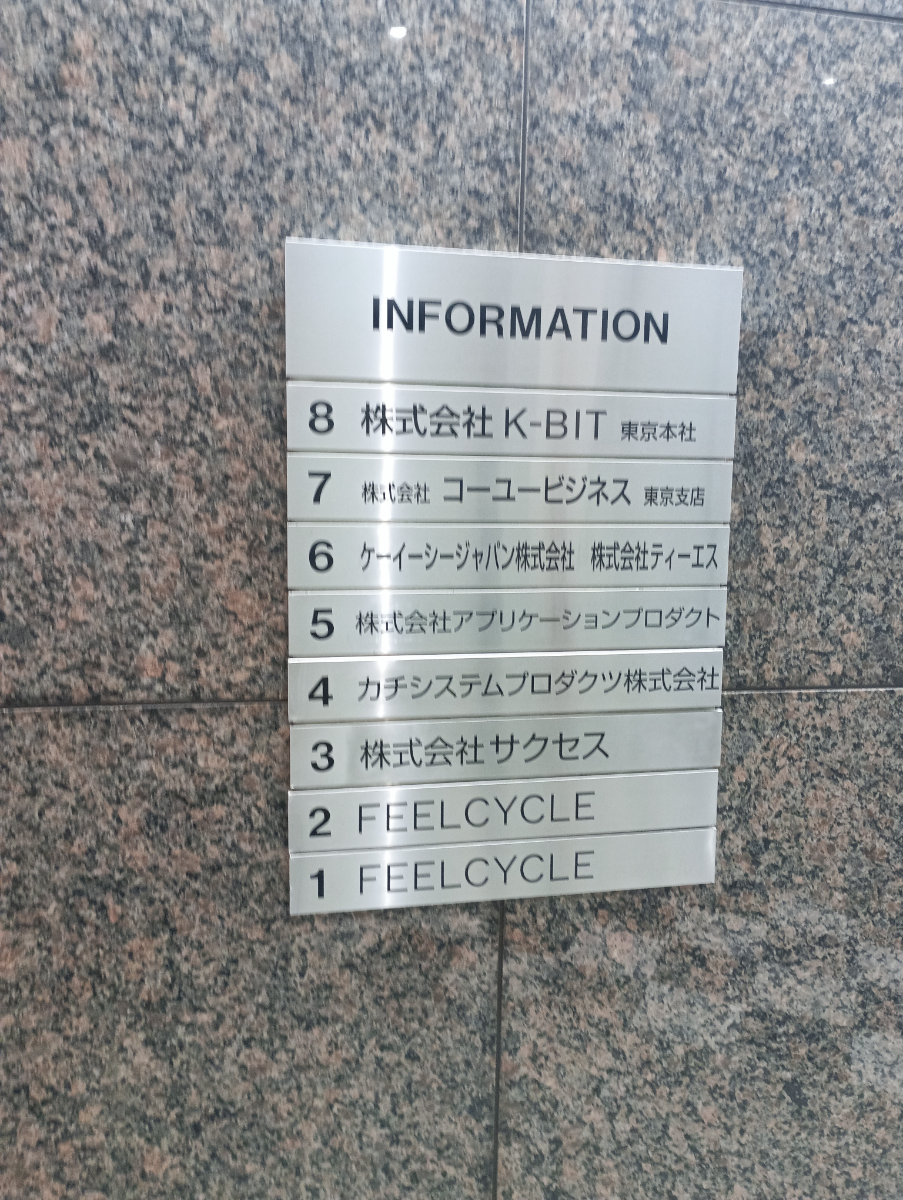 INFORMATION
8 株式会社 K-BIT 東京本社
7 株式会社 コーユービジネス 東京支店
6 ケーイーシージャパン株式会社 株式会社ティーエス
5 株式会社アプリケーションプロダクト
4 カチシステムプロダクツ株式会社
3 株式会社サクセス
2 FEELCYCLE
1 FEELCYCLE